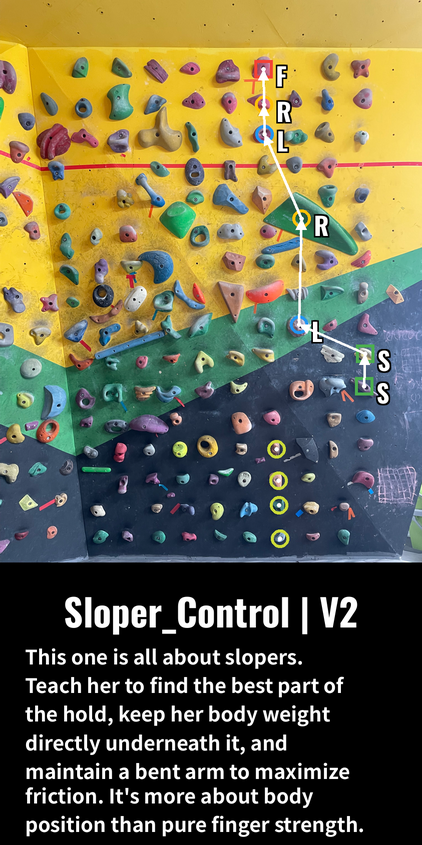 F
R
L
R
L
S
S
Sloper_Control | V2
This one is all about slopers.
Teach her to find the best part of
the hold, keep her body weight
directly underneath it, and
maintain a bent arm to maximize
friction. It's more about body
position than pure finger strength.